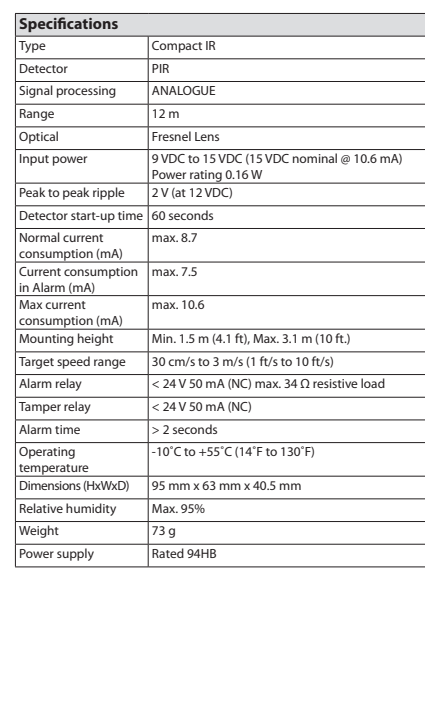 Specifications
Type Compact IR
Detector PIR
Signal processing ANALOGUE
Range 12 m
Optical Fresnel Lens
Input power 9 VDC to 15 VDC (15 VDC nominal @ 10.6 mA)
Power rating 0.16 W
Peak to peak ripple 2 V (at 12 VDC)
Detector start-up time 60 seconds
Normal current max. 8.7
consumption (mA)
Current consumption max. 7.5
in Alarm (mA)
Max current max. 10.6
consumption (mA)
Mounting height Min. 1.5 m (4.1 ft), Max. 3.1 m (10 ft.)
Target speed range 30 cm/s to 3 m/s (1 ft/s to 10 ft/s)
Alarm relay < 24 V 50 mA (NC) max. 34 Ω resistive load
Tamper relay < 24 V 50 mA (NC)
Alarm time > 2 seconds
Operating -10˚C to +55˚C (14˚F to 130˚F)
temperature
Dimensions (HxWxD) 95 mm x 63 mm x 40.5 mm
Relative humidity Max. 95%
Weight 73 g
Power supply Rated 94HB